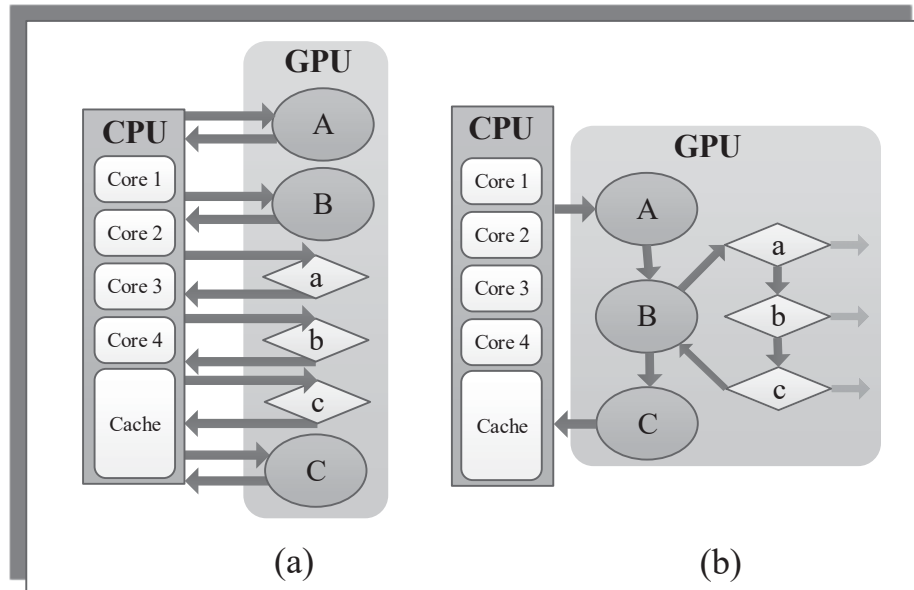 GPU
A
CPU
Core 1
B
Core 2
a
Core 3
b
Core 4
c
Cache
C
(a)
CPU
GPU
Core 1
A
Core 2
a
Core 3
B
b
Core 4
c
Cache
C
(b)